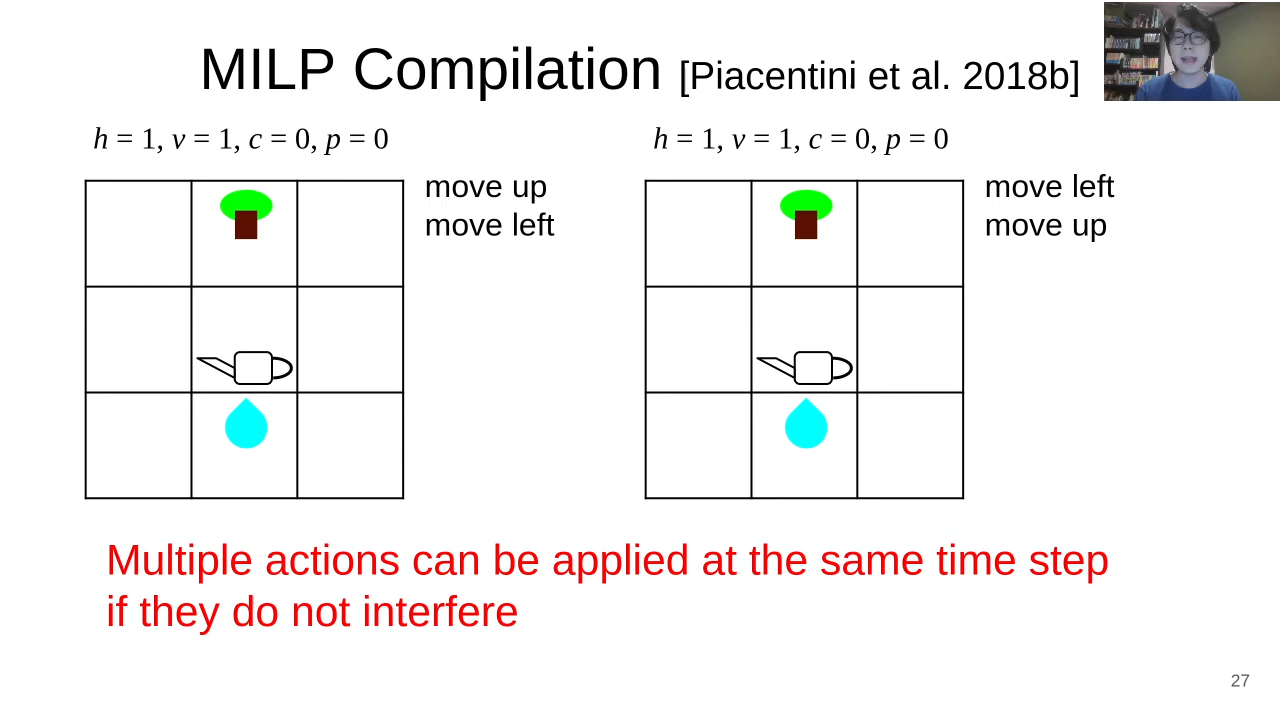 MILP Compilation [Piacentini et al. 2018b]
h = 1, v = 1, c = 0, p = 0
move up
move left
h = 1, v = 1, c = 0, p = 0
move left
move up
Multiple actions can be applied at the same time step
if they do not interfere
27